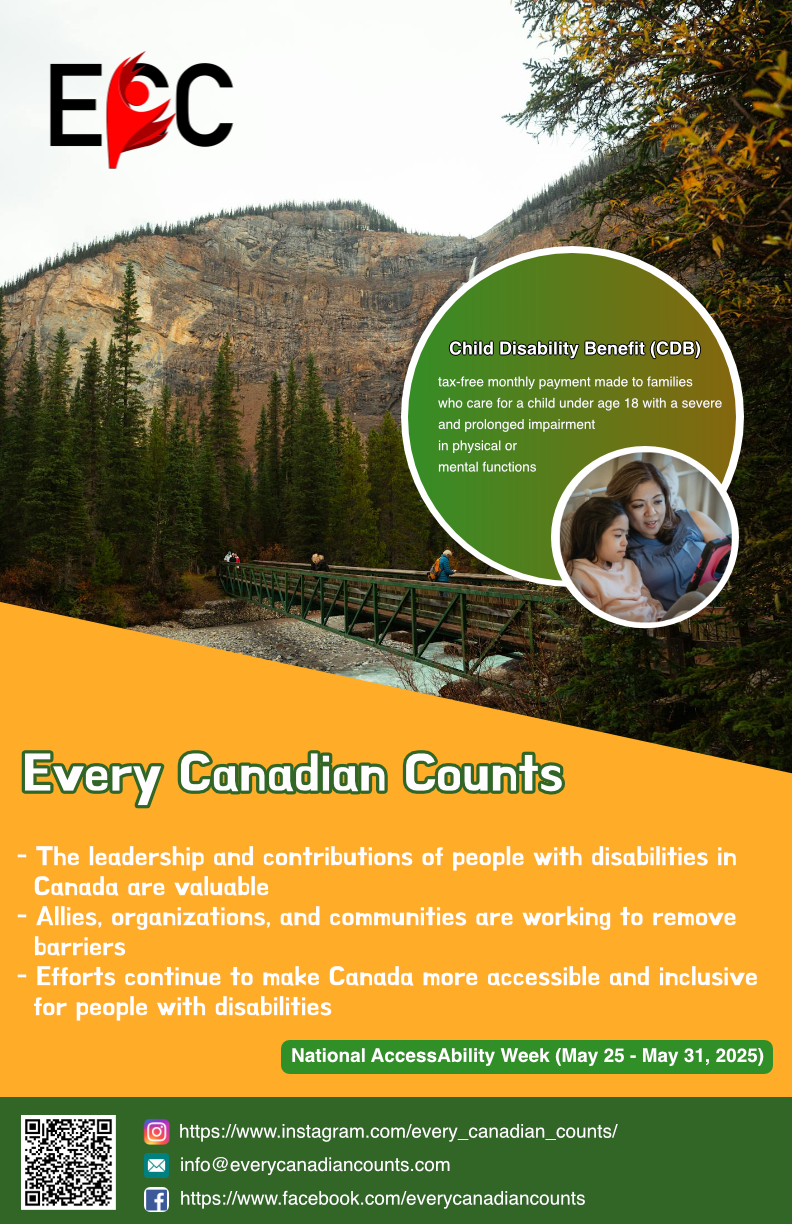 ECC
Child Disability Benefit (CDB)
tax-free monthly payment made to families
who care for a child under age 18 with a severe
and prolonged impairment
in physical or
mental functions
Every Canadian Counts
- The leadership and contributions of people with disabilities in
Canada are valuable
- Allies, organizations, and communities are working to remove
barriers
- Efforts continue to make Canada more accessible and inclusive
for people with disabilities
National AccessAbility Week (May 25 - May 31, 2025)
https://www.instagram.com/every_canadian_counts/
info@everycanadiancounts.com
https://www.facebook.com/everycanadiancounts